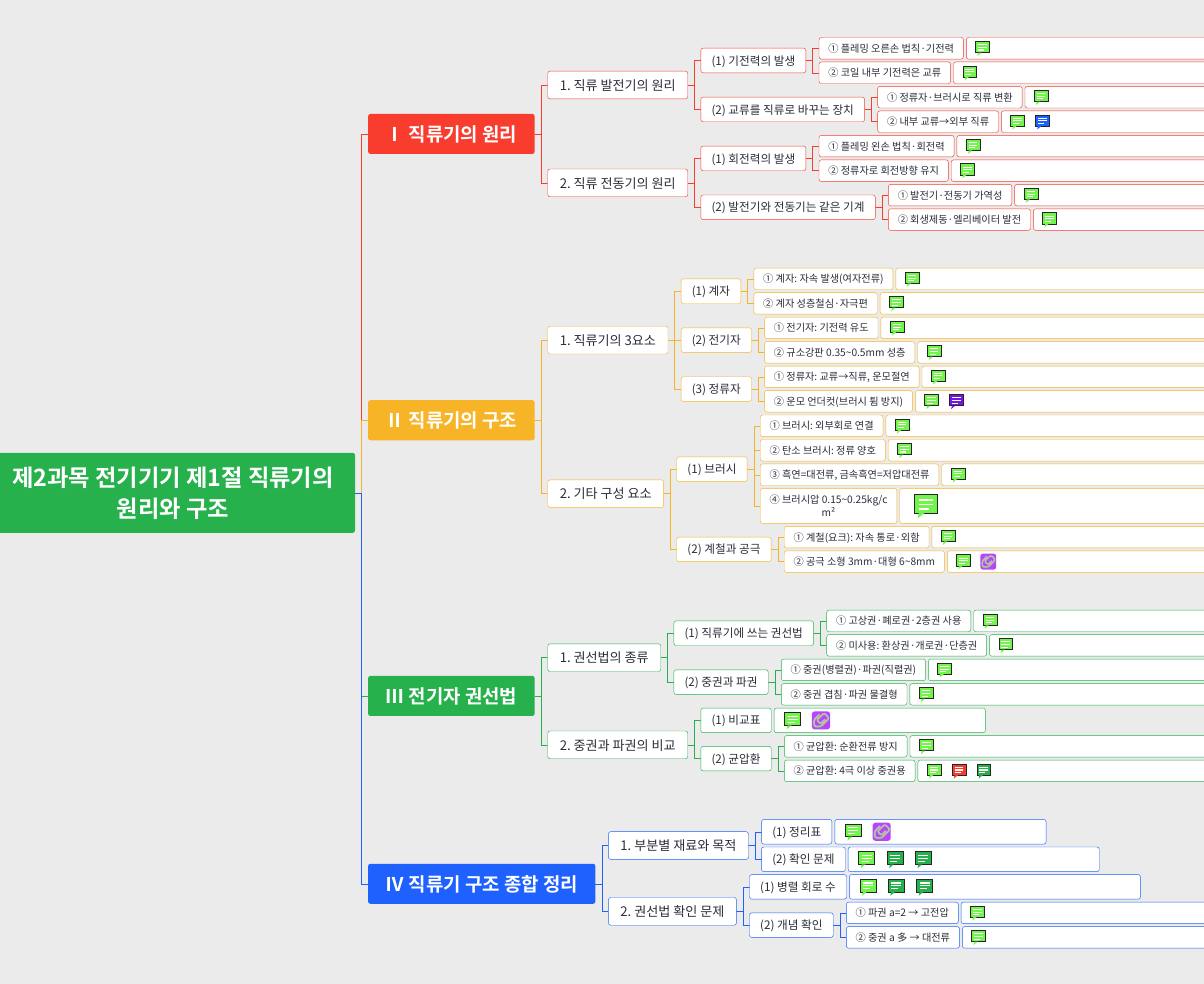 제2과목 전기기기 제1절 직류기의
원리와 구조
Ⅰ 직류기의 원리
1. 직류 발전기의 원리
(1) 기전력의 발생
① 플레밍 오른손 법칙·기전력
② 코일 내부 기전력은 교류
(2) 교류를 직류로 바꾸는 장치
① 정류자·브러시로 직류 변환
② 내부 교류→외부 직류
2. 직류 전동기의 원리
(1) 회전력의 발생
① 플레밍 왼손 법칙·회전력
② 정류자로 회전방향 유지
(2) 발전기와 전동기는 같은 기계
① 발전기·전동기 가역성
② 회생제동·엘리베이터 발전
Ⅱ 직류기의 구조
1. 직류기의 3요소
(1) 계자
① 계자: 자속 발생(여자전류)
② 계자 성층철심·자극편
(2) 전기자
① 전기자: 기전력 유도
② 규소강판 0.35~0.5mm 성층
(3) 정류자
① 정류자: 교류→직류, 운모절연
② 운모 언더컷(브러시 튐 방지)
2. 기타 구성 요소
(1) 브러시
① 브러시: 외부회로 연결
② 탄소 브러시: 정류 양호
③ 흑연=대전류, 금속흑연=저압대전류
④ 브러시압 0.15~0.25kg/c
m²
(2) 계철과 공극
① 계철(요크): 자속 통로·외함
② 공극 소형 3mm·대형 6~8mm
Ⅲ 전기자 권선법
1. 권선법의 종류
(1) 직류기에 쓰는 권선법
① 고상권·폐로권·2층권 사용
② 미사용: 환상권·개로권·단층권
(2) 중권과 파권
① 중권(병렬권)·파권(직렬권)
② 중권 겹침·파권 물결형
2. 중권과 파권의 비교
(1) 비교표
(2) 균압환
① 균압환: 순환전류 방지
② 균압환: 4극 이상 중권용
Ⅳ 직류기 구조 종합 정리
1. 부분별 재료와 목적
(1) 정리표
(2) 확인 문제
2. 권선법 확인 문제
(1) 병렬 회로 수
(2) 개념 확인
① 파권 a=2 → 고전압
② 중권 a 多 → 대전류